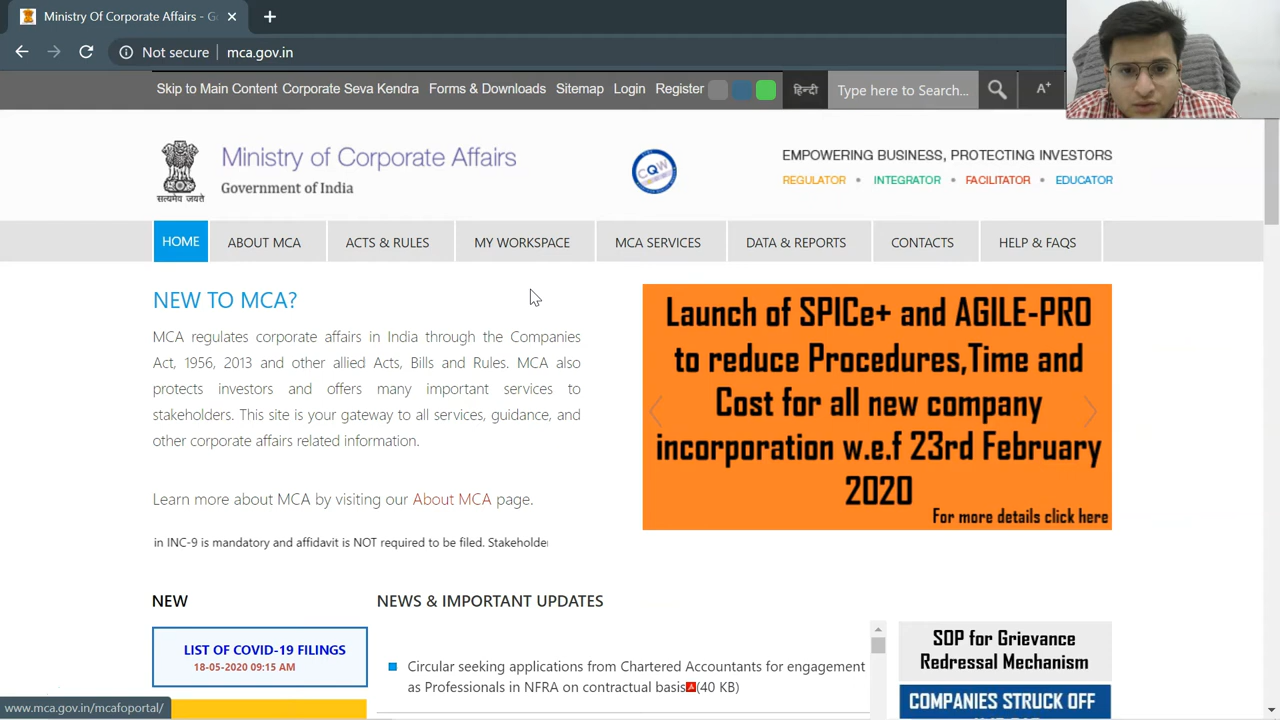 Ministry Of Corporate Affairs - G
Not secure mca.gov.in
Skip to Main Content Corporate Seva Kendra Forms & Downloads Sitemap Login Register हिन्दी Type here to Search... A+
सत्यमेव जयते
Ministry of Corporate Affairs
Government of India
CQW
EMPOWERING BUSINESS, PROTECTING INVESTORS
REGULATOR • INTEGRATOR • FACILITATOR • EDUCATOR
HOME ABOUT MCA ACTS & RULES MY WORKSPACE MCA SERVICES DATA & REPORTS CONTACTS HELP & FAQS
NEW TO MCA?
MCA regulates corporate affairs in India through the Companies
Act, 1956, 2013 and other allied Acts, Bills and Rules. MCA also
protects investors and offers many important services to
stakeholders. This site is your gateway to all services, guidance, and
other corporate affairs related information.
Learn more about MCA by visiting our About MCA page.
in INC-9 is mandatory and affidavit is NOT required to be filed. Stakeholde
Launch of SPICe+ and AGILE-PRO
to reduce Procedures,Time and
Cost for all new company
incorporation w.e.f 23rd February
2020
For more details click here
NEW
LIST OF COVID-19 FILINGS
18-05-2020 09:15 AM
NEWS & IMPORTANT UPDATES
Circular seeking applications from Chartered Accountants for engagement
as Professionals in NFRA on contractual basis (40 KB)
SOP for Grievance
Redressal Mechanism
COMPANIES STRUCK OFF
www.mca.gov.in/mcafoportal/